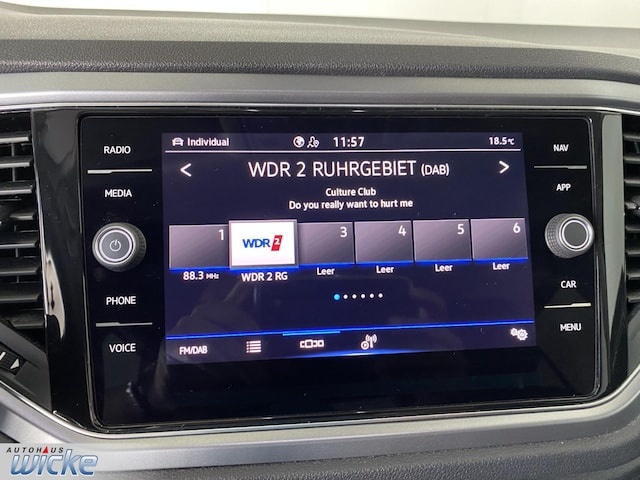 Individual 11:57 18.5°C
RADIO
MEDIA
PHONE
VOICE
WDR 2 RUHRGEBIET (DAB)
Culture Club
Do you really want to hurt me
1 WDR 2 3 4 5 6
88.3 MHz WDR 2 RG Leer Leer Leer Leer
FM/DAB
NAV
APP
CAR
MENU
AUTOHAUS
WICKE